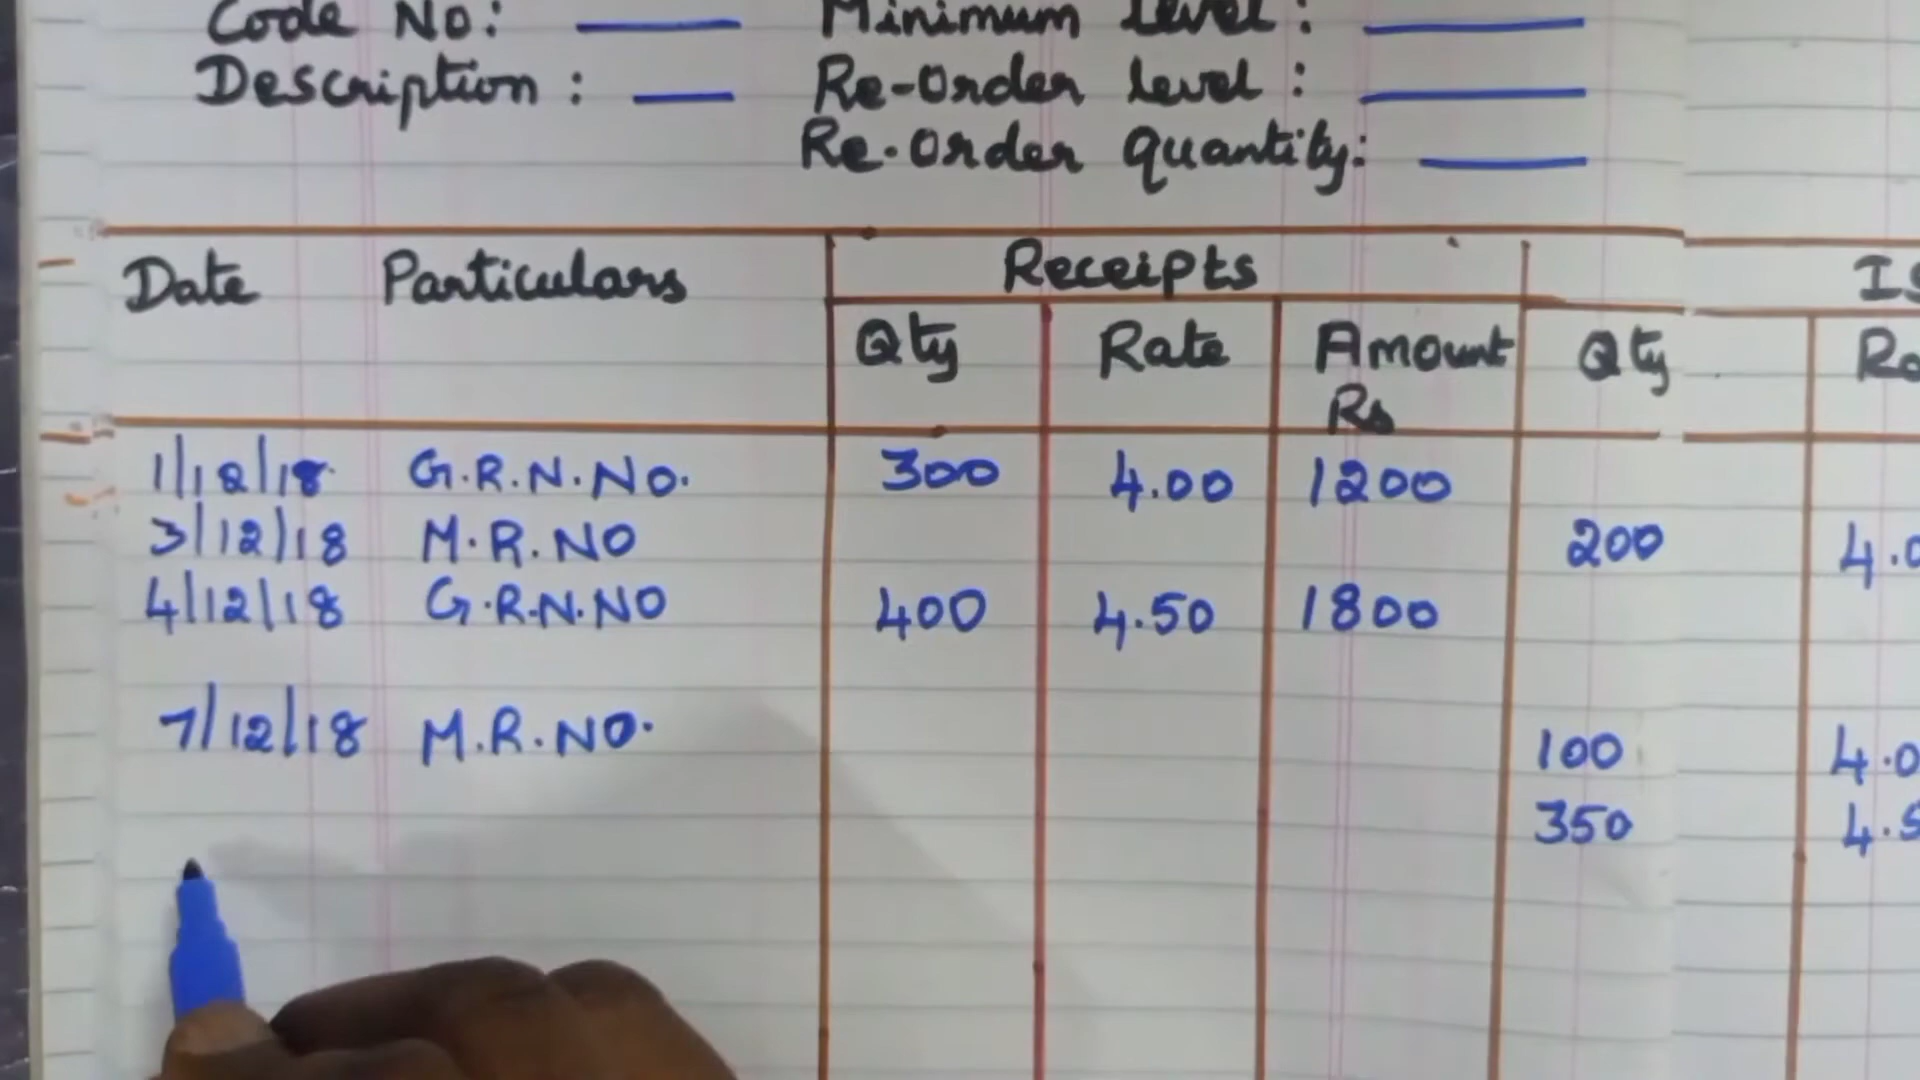 Code No: Minimum level:
Description: Re-Order level:
Re-Order quantity:
Date Particulars Receipts
Qty Rate Amount Qty
Rs
1/12/18 G.R.N.No. 300 4.00 1200
3/12/18 M.R.NO 200
4/12/18 G.R.N.NO 400 4.50 1800
7/12/18 M.R.NO. 100
350